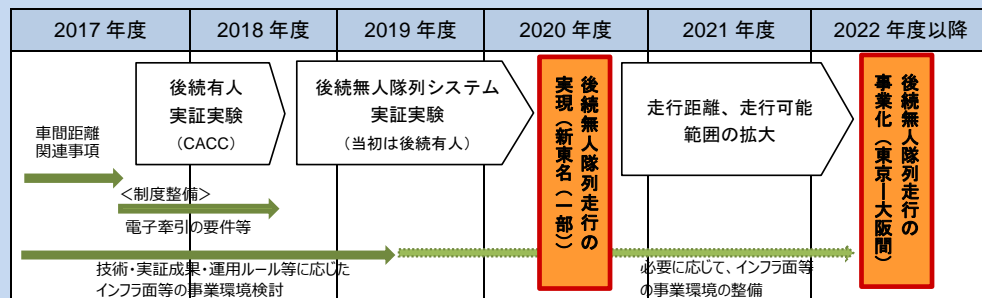 2017 年度
2018 年度
2019 年度
2020 年度
2021 年度
2022 年度以降
後続有人
実証実験
(CACC)
後続無人隊列システム
実証実験
(当初は後続有人)
後続無人隊列走行の
実現(新東名(一部))
走行距離、走行可能
範囲の拡大
後続無人隊列走行の
事業化(東京ー大阪間)
車間距離
関連事項
<制度整備>
電子牽引の要件等
技術・実証成果・運用ルール等に応じた
インフラ面等の事業環境検討
必要に応じて、インフラ面等
の事業環境の整備